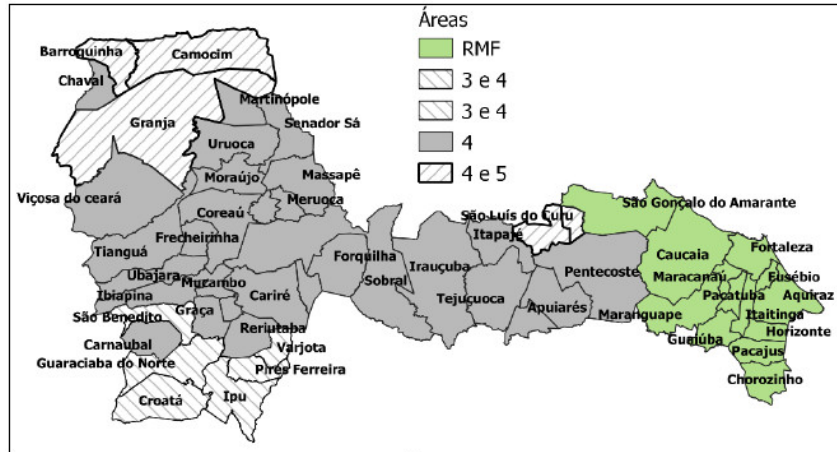 Áreas
RMF
3 e 4
3 e 4
4
4 e 5
Barroquinha
Camocim
Chaval
Martinópole
Granja
Senador Sá
Uruoca
Moraújo
Massapê
Viçosa do ceará
Meruoca
Coreaú
São Luís do Curu
São Gonçalo do Amarante
Tianguá
Frecheirinha
Itapajé
Forquilha
Caucaia
Fortaleza
Irauçuba
Pentecoste
Ubajara
Mucambo
Sobral
Maracanaú
Eusébio
Ibiapina
Cariré
Tejuçuoca
Pacatuba
Aquiraz
São Benedito
Graça
Apuiarés
Maranguape
Itaitinga
Reriutaba
Horizonte
Carnaubal
Varjota
Guaiúba
Guaraciaba do Norte
Pacajus
Pires Ferreira
Chorozinho
Croatá
Ipu